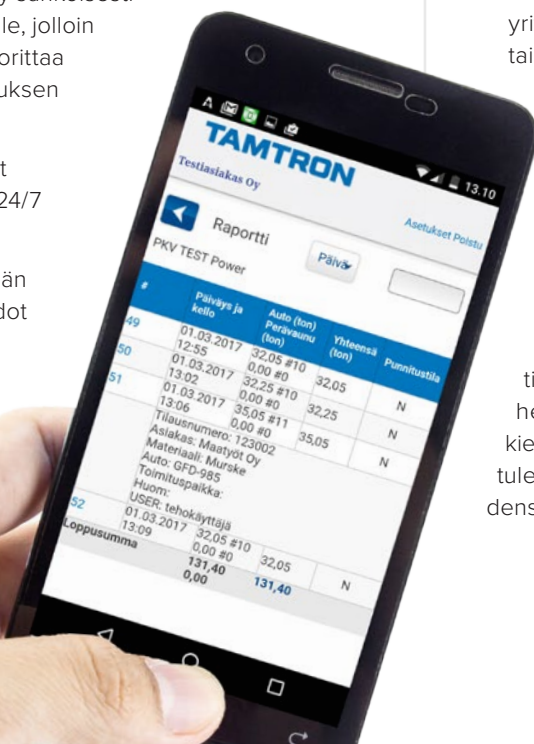 le, jolloin
orittaa
uksen
t
24/7
än
dot
13.10
TAMTRON
Testiasiakas Oy
Asetukset Poistu
Raportti
Päivä
PKV TEST Power
# Päiväys ja kello Auto (ton) Perävaunu (ton) Yhteensä (ton) Punnitustila
49 01.03.2017 12:55 32,05 #10 0,00 #0 32,05 N
50 01.03.2017 13:02 32,25 #10 0,00 #0 32,25 N
51 01.03.2017 13:06 35,05 #11 0,00 #0 35,05 N
Tilausnumero: 123002
Asiakas: Maatyöt Oy
Materiaali: Murske
Auto: GFD-985
Toimituspaikka:
Huom:
USER: tehokäyttäjä
52 01.03.2017 13:09 32,05 #10 0,00 #0 32,05 N
Loppusumma 131,40 0,00 131,40
yri
tai
ti
he
kie
tule
dens